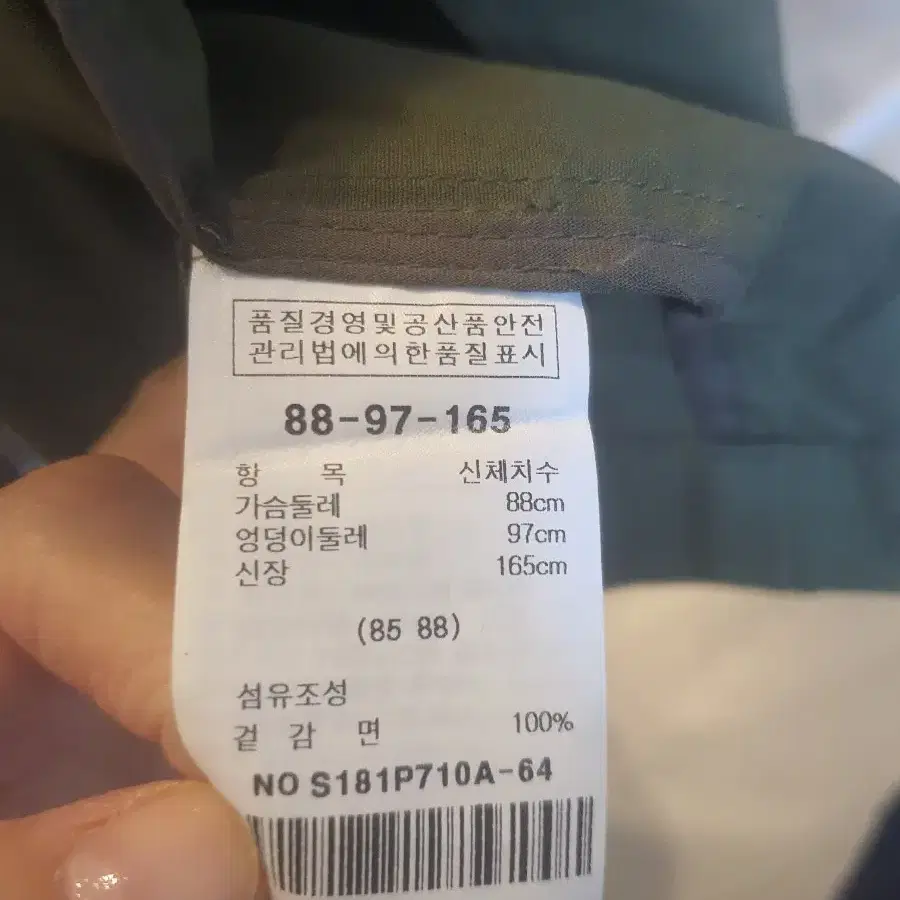 품질경영및공산품안전
관리법에의한품질표시
88-97-165
항 목 신체치수
가슴둘레 88cm
엉덩이둘레 97cm
신장 165cm
(85 88)
섬유조성
겉 감 면 100%
NO S181P710A-64